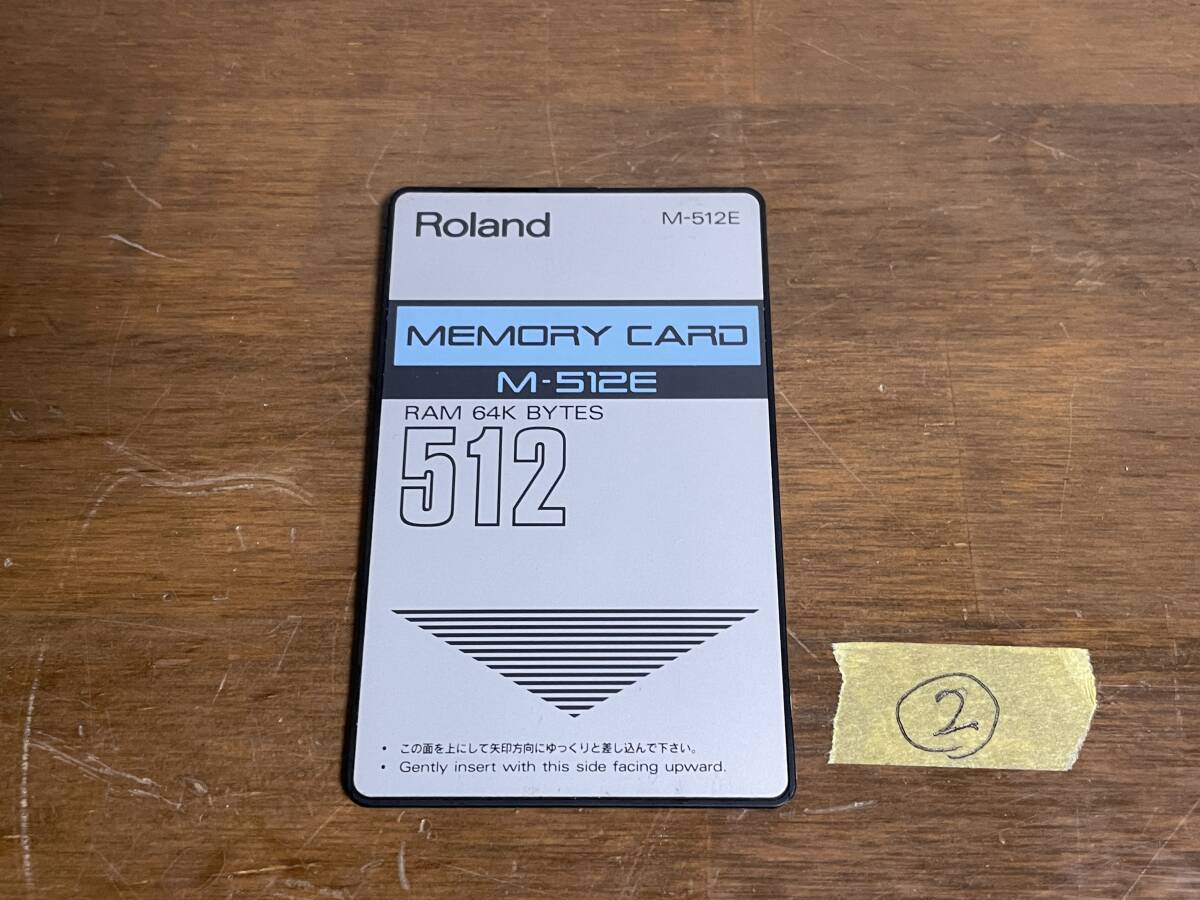 Roland
M-512E
MEMORY CARD
M-512E
RAM 64K BYTES
512
• この面を上にして矢印方向にゆっくりと差し込んで下さい。
• Gently insert with this side facing upward.
②